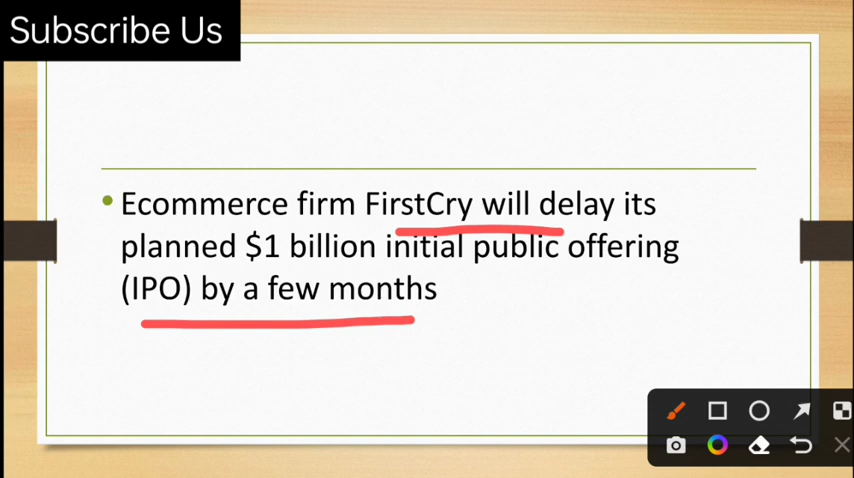 Subscribe Us
Ecommerce firm FirstCry will delay its
planned $1 billion initial public offering
(IPO) by a few months